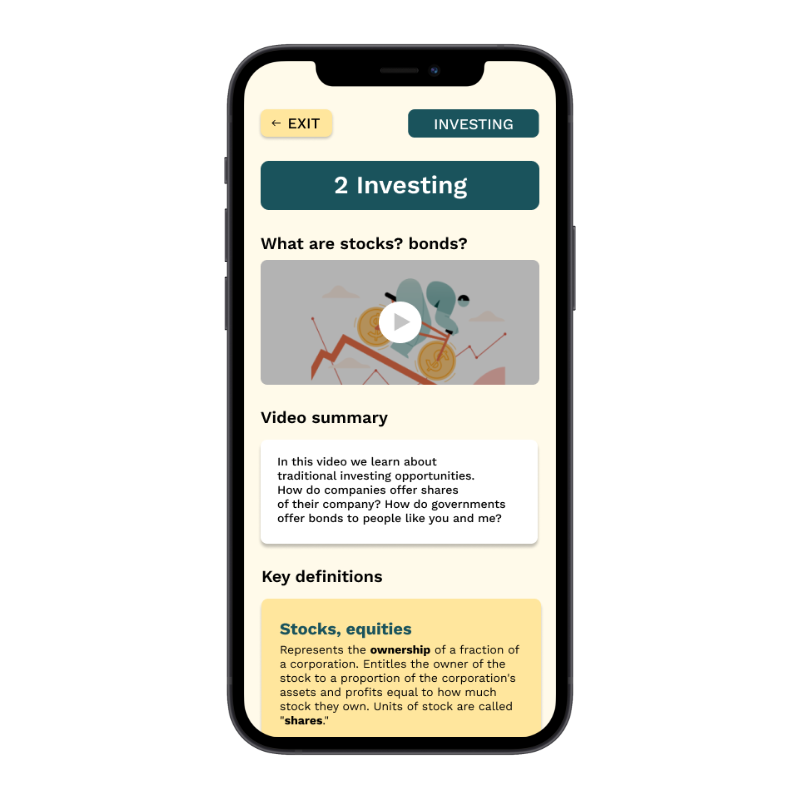 ← EXIT
INVESTING
2 Investing
What are stocks? bonds?
Video summary
In this video we learn about
traditional investing opportunities.
How do companies offer shares
of their company? How do governments
offer bonds to people like you and me?
Key definitions
Stocks, equities
Represents the ownership of a fraction of
a corporation. Entitles the owner of the
stock to a proportion of the corporation's
assets and profits equal to how much
stock they own. Units of stock are called
"shares."